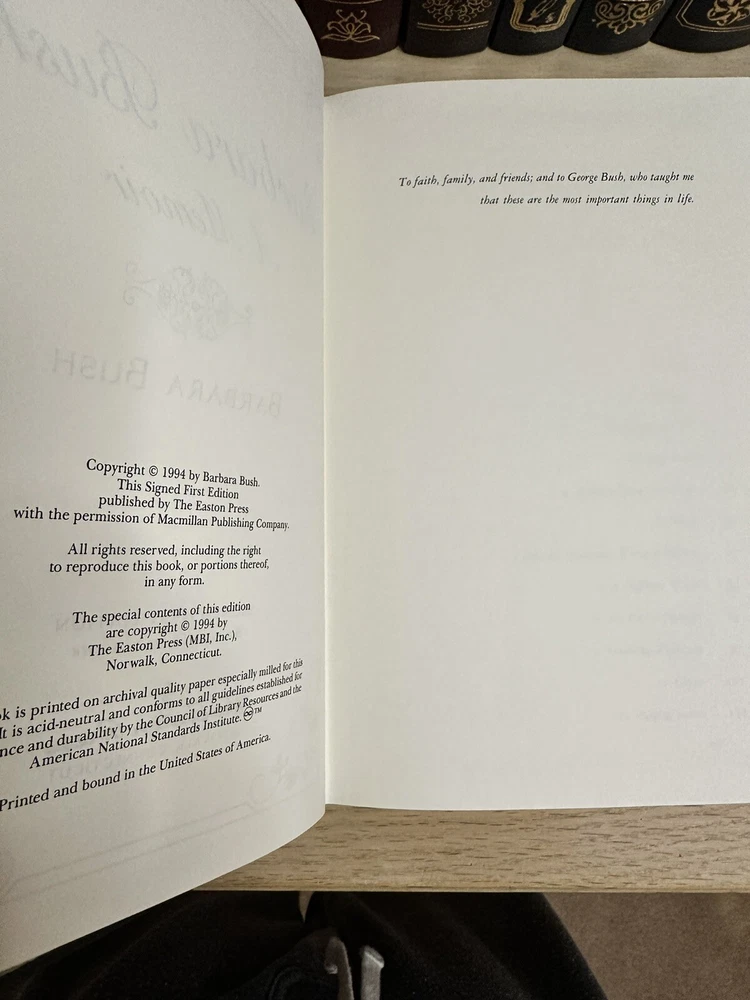 Copyright © 1994 by Barbara Bush.
This Signed First Edition
published by The Easton Press
with the permission of Macmillan Publishing Company.
All rights reserved, including the right
to reproduce this book, or portions thereof,
in any form.
The special contents of this edition
are copyright © 1994 by
The Easton Press (MBI, Inc.),
Norwalk, Connecticut.
is printed on archival quality paper especially milled for this
It is acid-neutral and conforms to all guidelines established for
and durability by the Council of Library Resources and the
American National Standards Institute. ♾™
Printed and bound in the United States of America.
To faith, family, and friends; and to George Bush, who taught me
that these are the most important things in life.